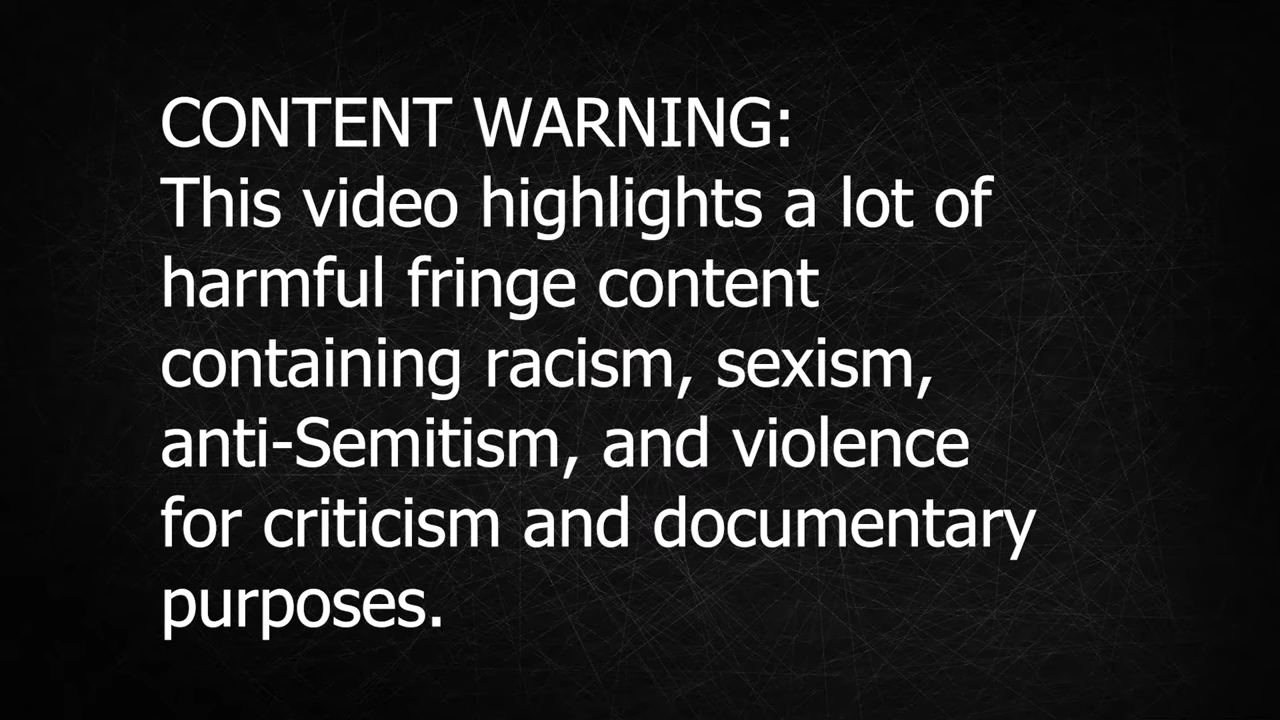 CONTENT WARNING:
This video highlights a lot of
harmful fringe content
containing racism, sexism,
anti-Semitism, and violence
for criticism and documentary
purposes.